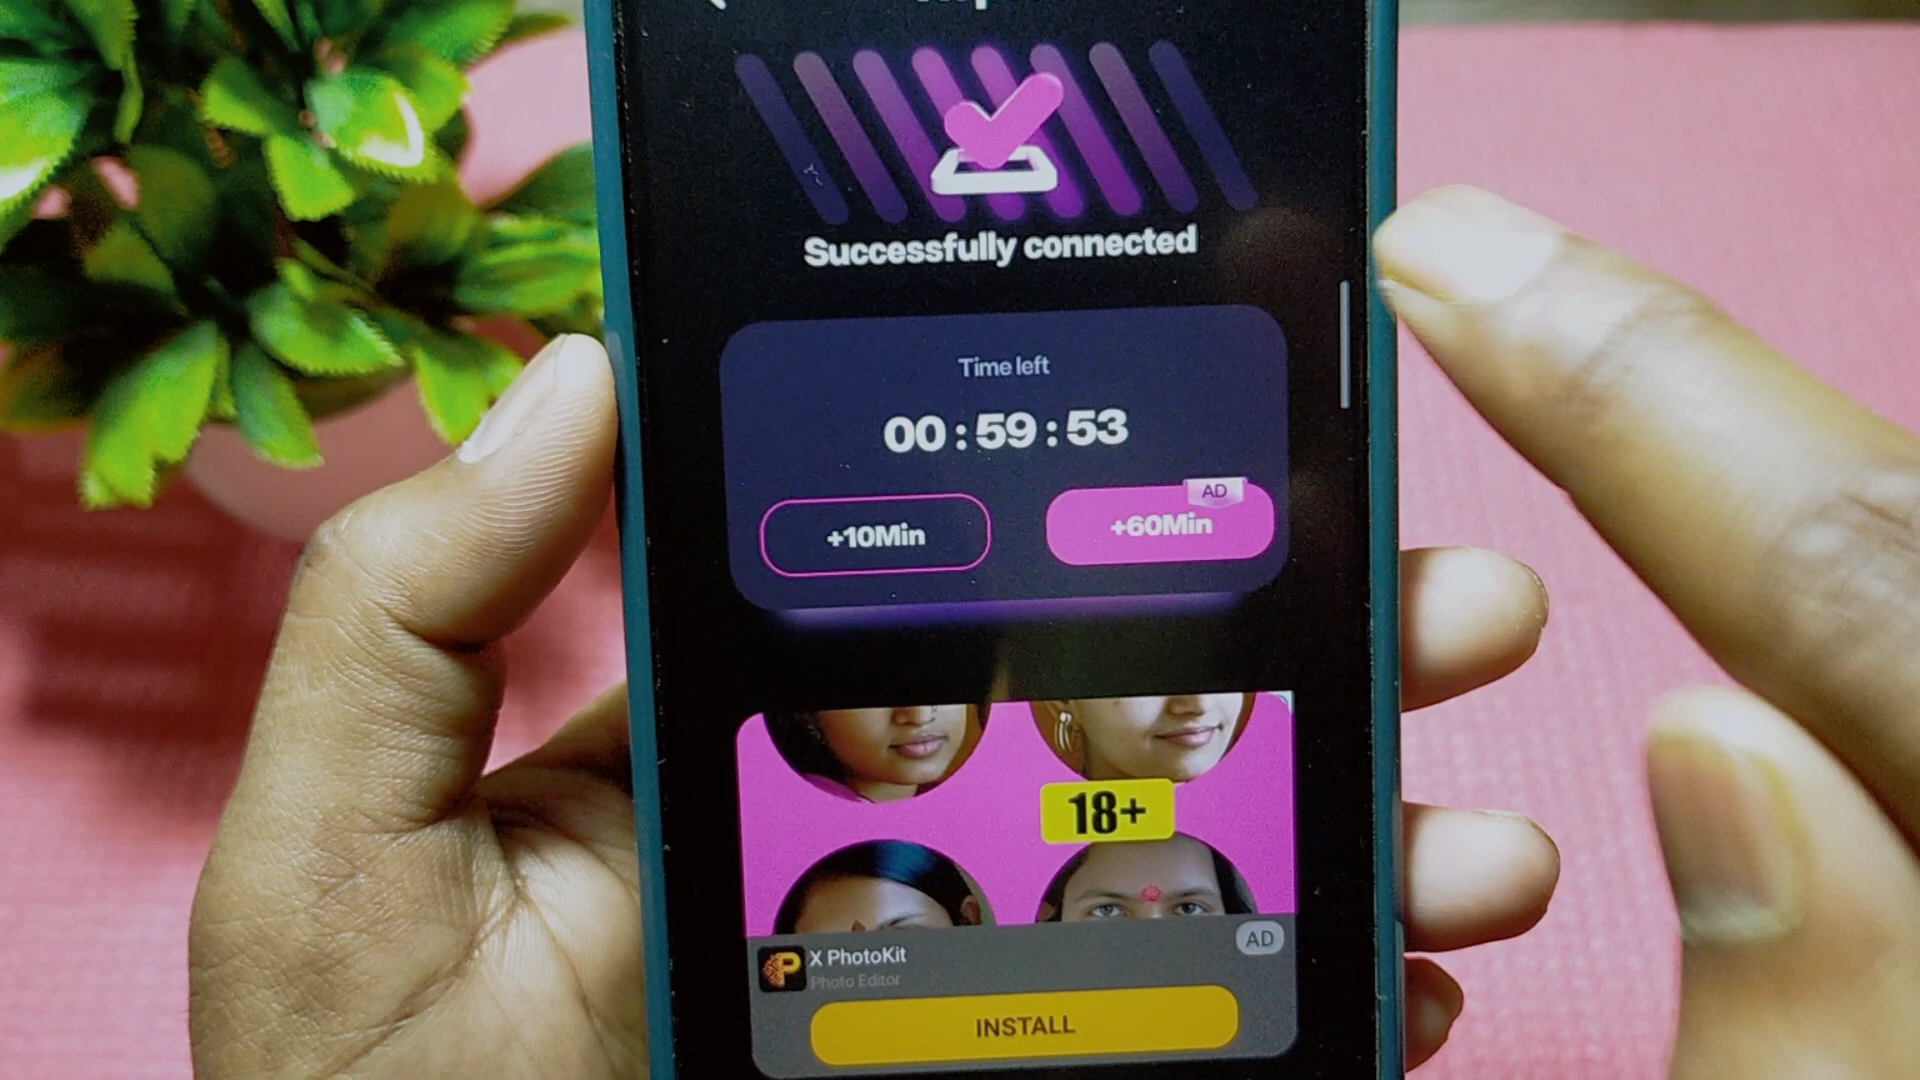 Successfully connected
Time left
00:59:53
AD
+10Min
+60Min
18+
X PhotoKit
AD
Photo Editor
INSTALL